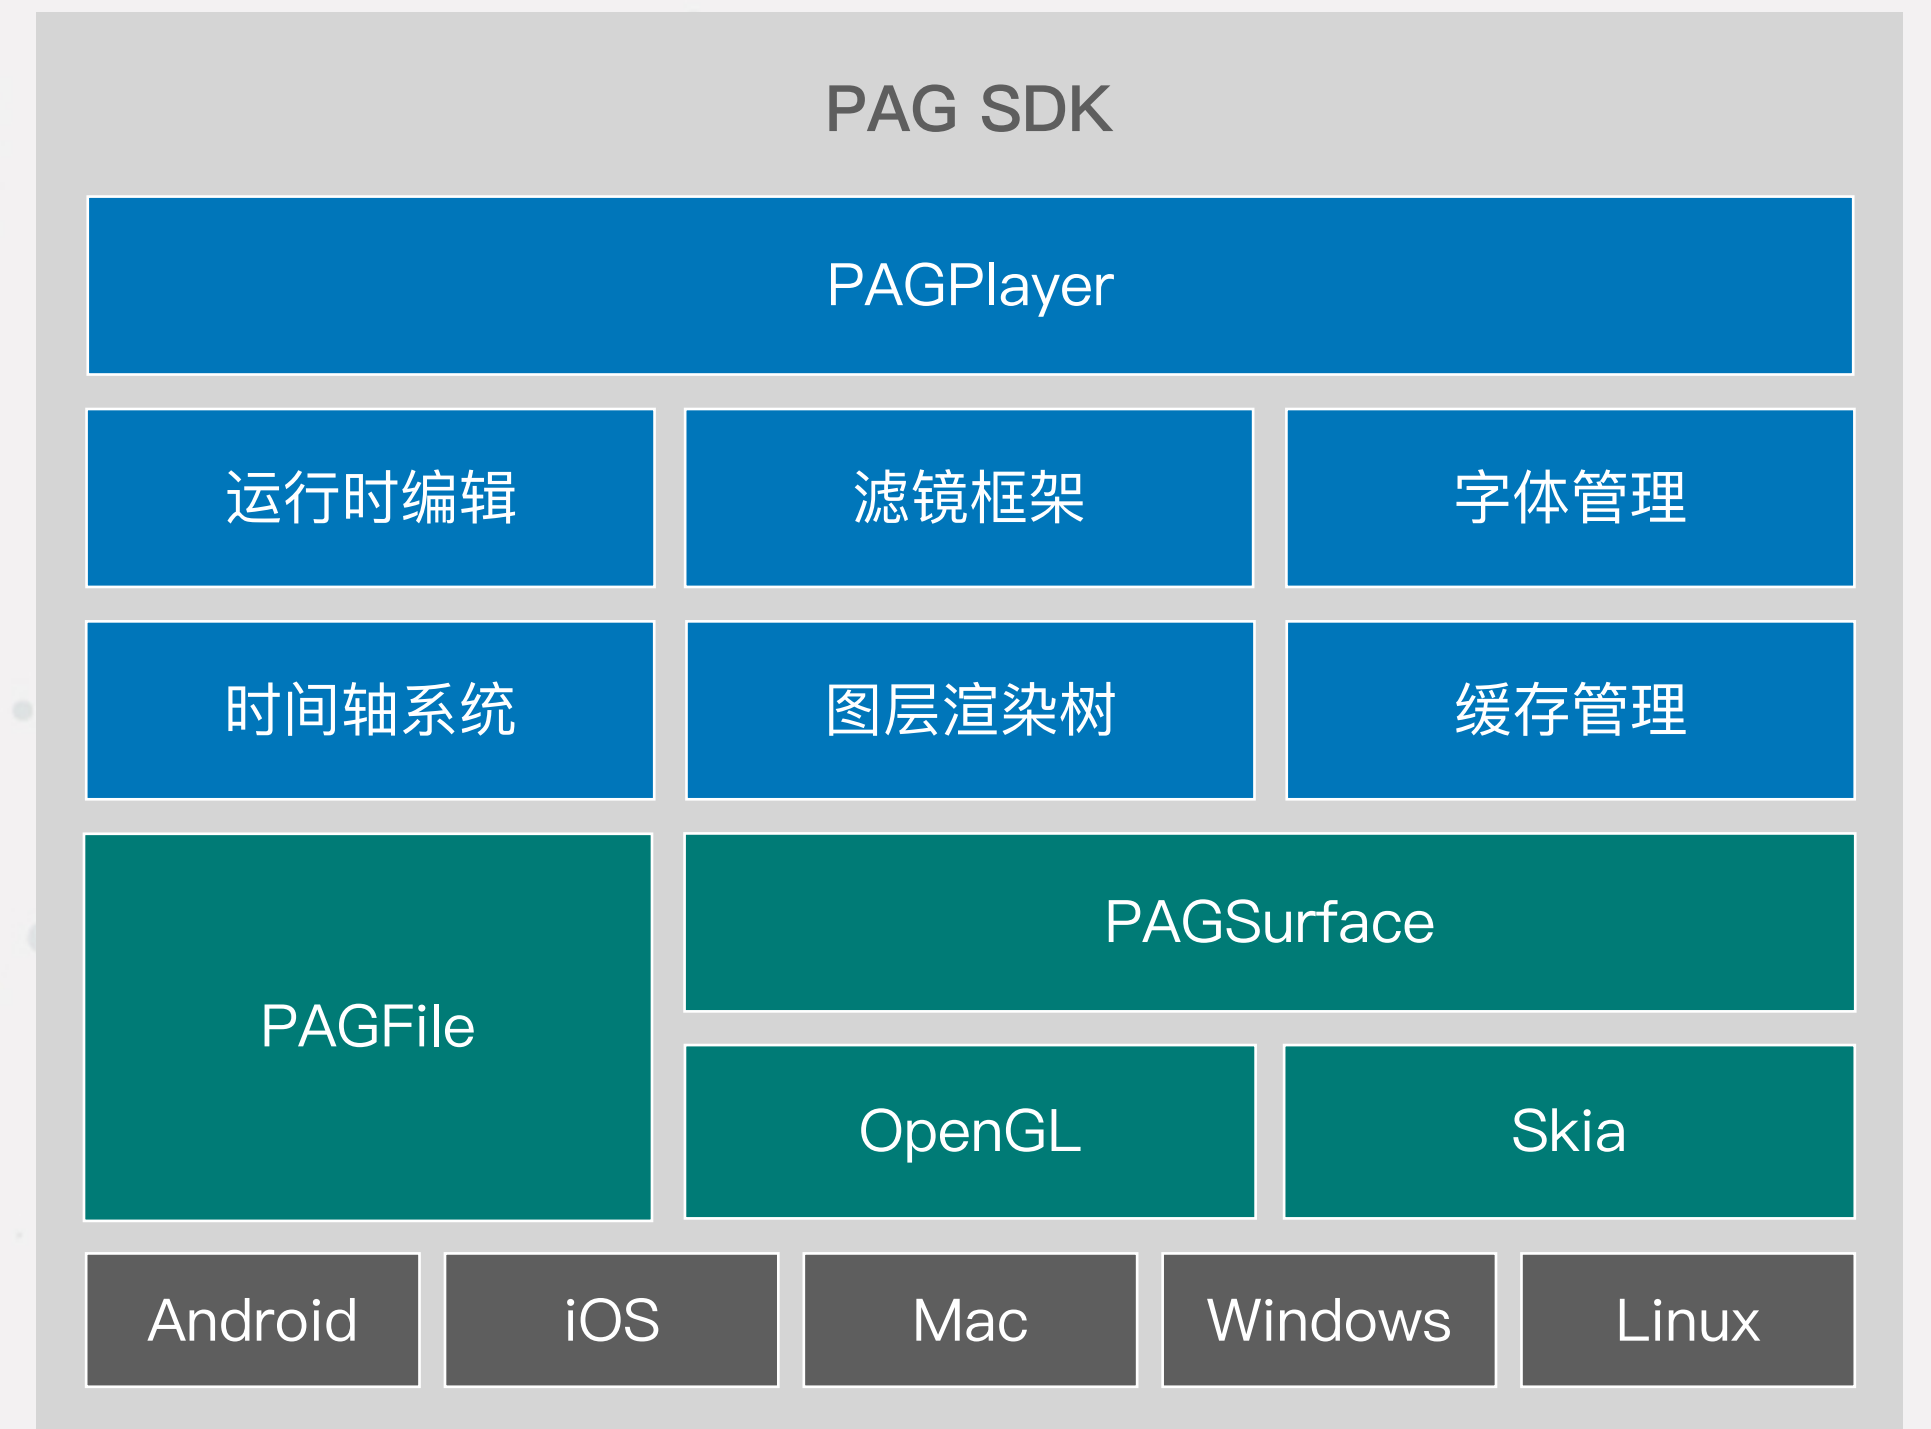 PAG SDK
PAGPlayer
运行时编辑
滤镜框架
字体管理
时间轴系统
图层渲染树
缓存管理
PAGFile
PAGSurface
OpenGL
Skia
Android
iOS
Mac
Windows
Linux